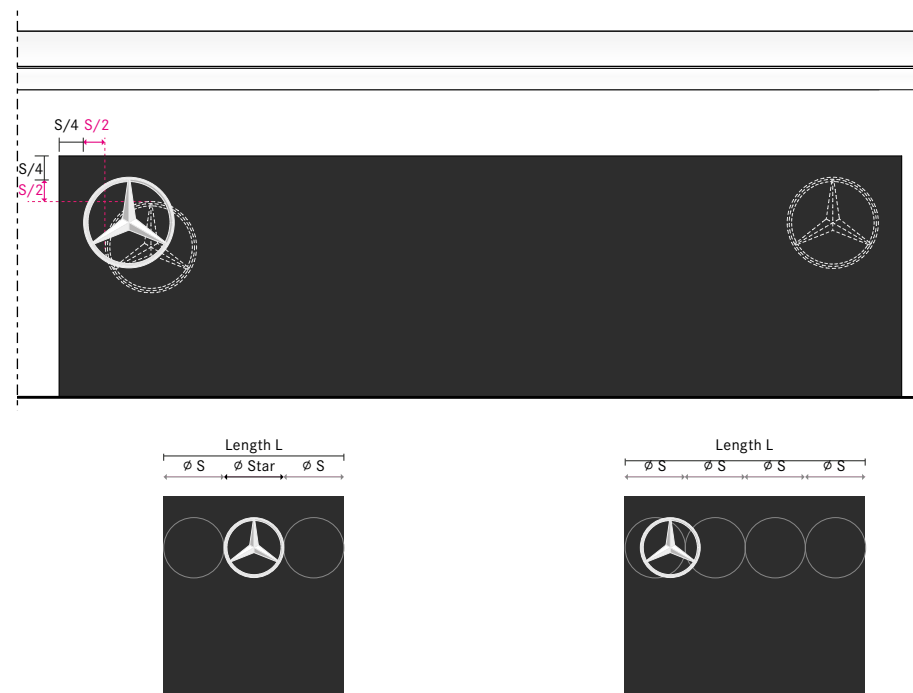 S/4 S/2
S/4
S/2
Length L
ø S ø Star ø S
Length L
ø S ø S ø S ø S